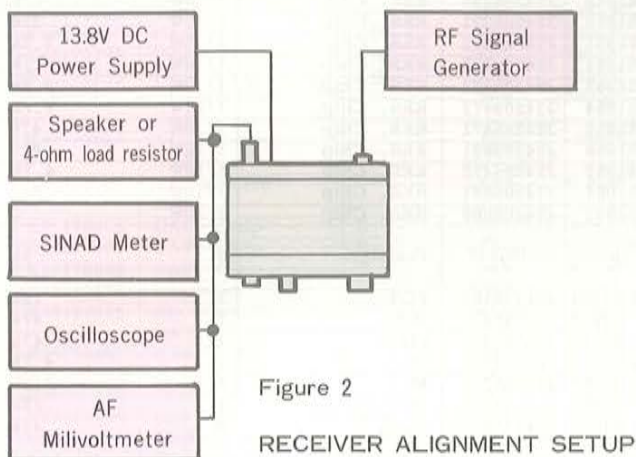 13.8V DC
Power Supply
RF Signal
Generator
Speaker or
4-ohm load resistor
SINAD Meter
Oscilloscope
AF
Milivoltmeter
Figure 2
RECEIVER ALIGNMENT SETUP